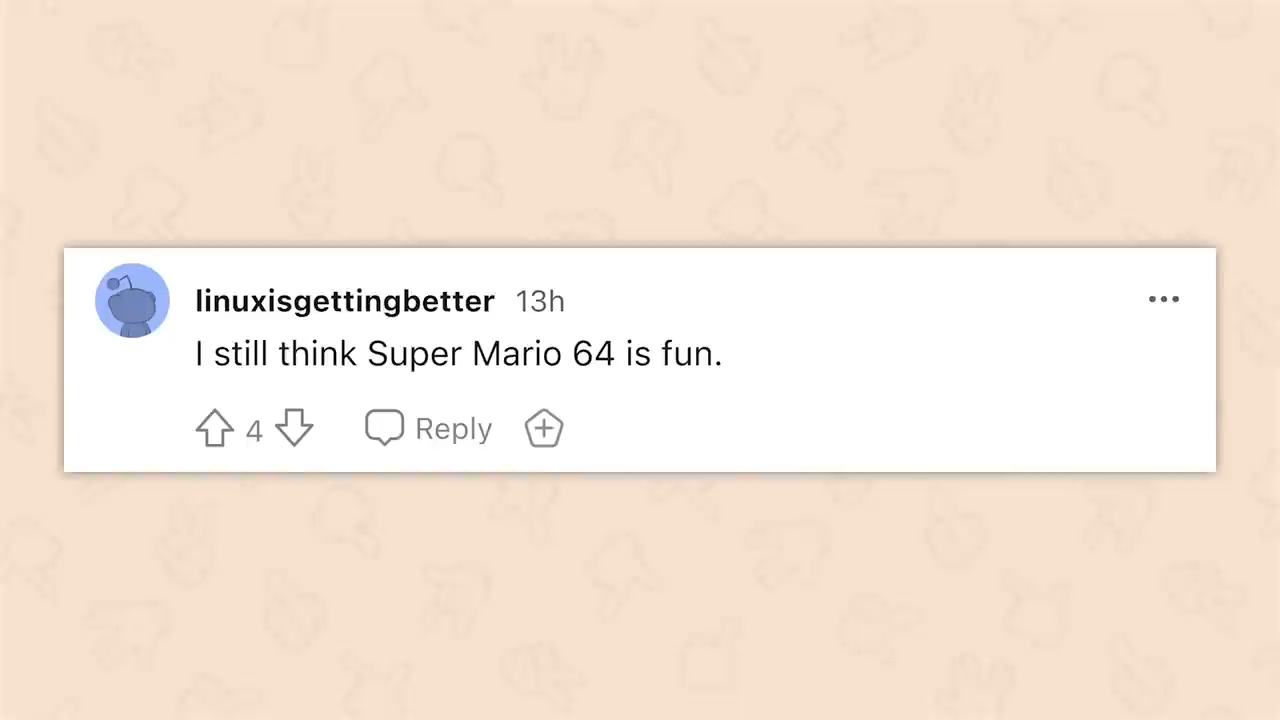 linuxisgettingbetter 13h
I still think Super Mario 64 is fun.
4 Reply